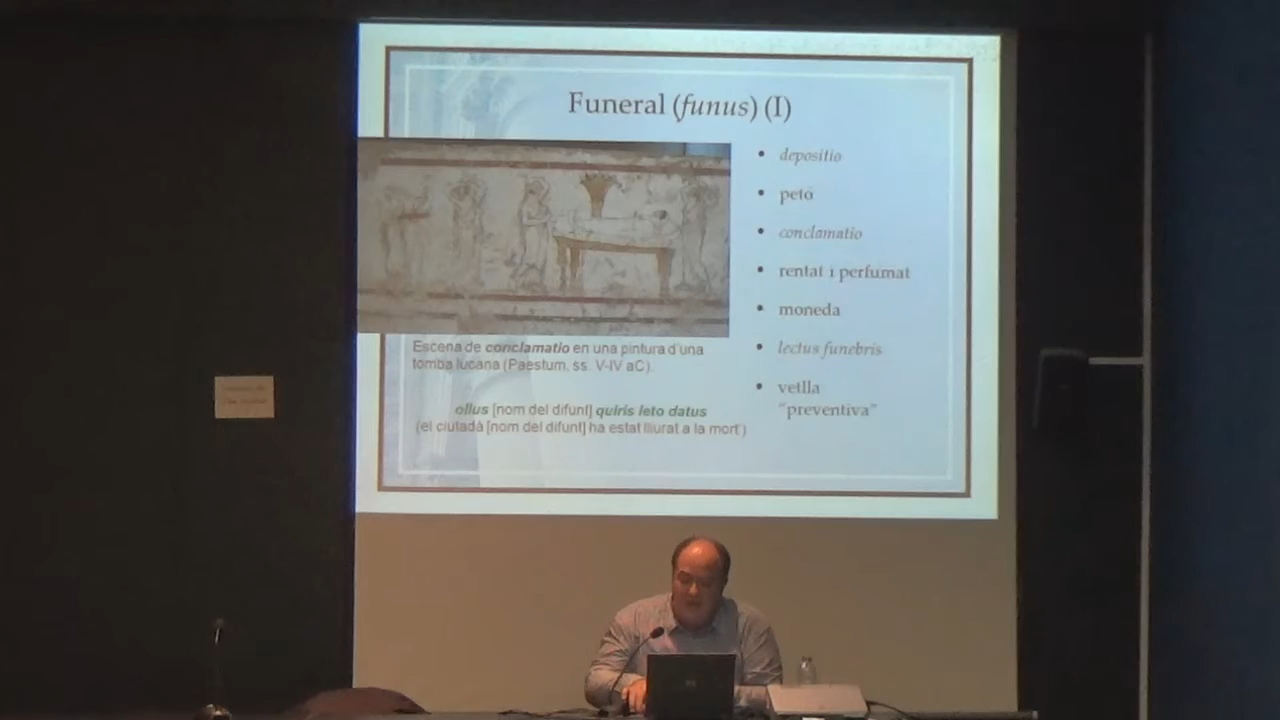 Funeral (funus) (I)
• depositio
• petó
• conclamatio
• rentat i perfumat
• moneda
• lectus funebris
• vetlla
"preventiva"
Escena de conclamatio en una pintura d'una
tomba lucana (Paestum, ss. V-IV aC).
ollus [nom del difunt] quiris leto datus
(el ciutadà [nom del difunt] ha estat lliurat a la mort)